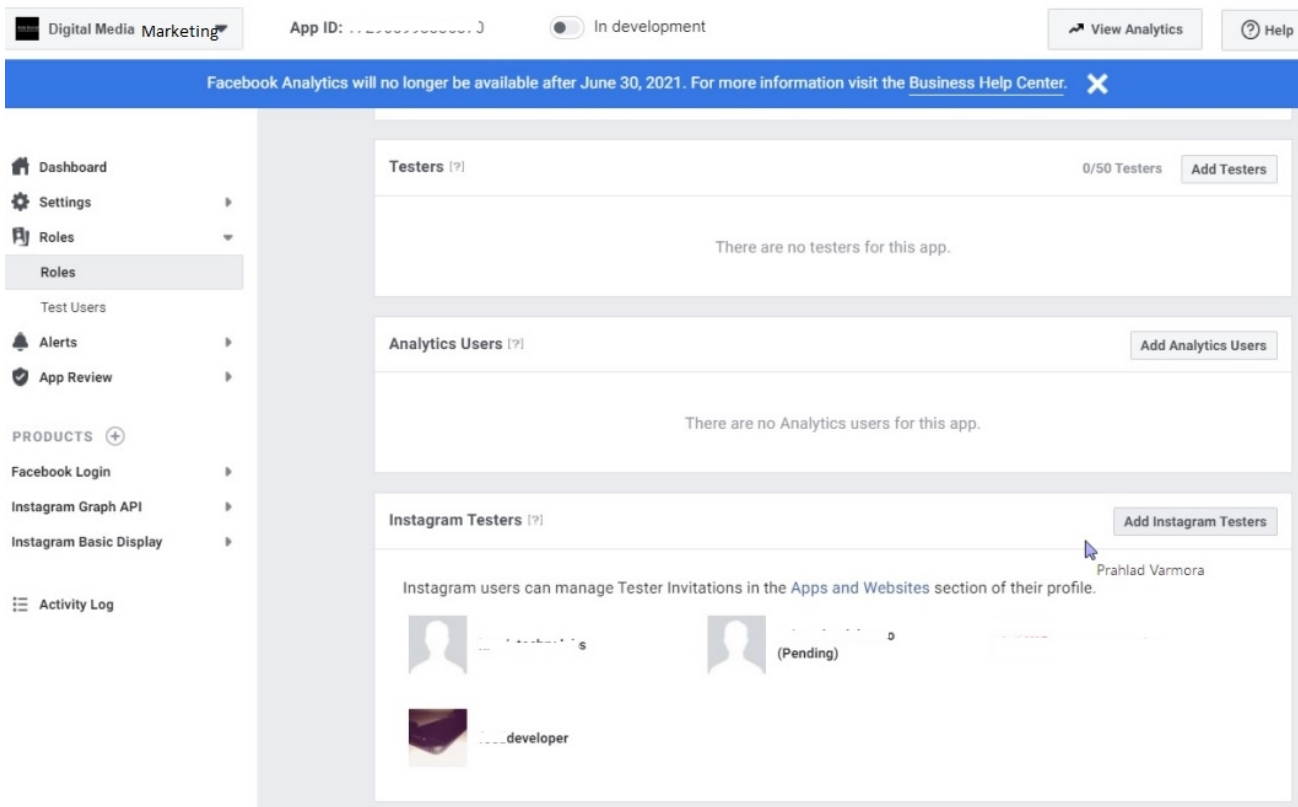 Digital Media Marketing
App ID:
In development
View Analytics
Help
Facebook Analytics will no longer be available after June 30, 2021. For more information visit the Business Help Center.
Dashboard
Settings
Roles
Roles
Test Users
Alerts
App Review
PRODUCTS
Facebook Login
Instagram Graph API
Instagram Basic Display
Activity Log
Testers [?]
0/50 Testers
Add Testers
There are no testers for this app.
Analytics Users [?]
Add Analytics Users
There are no Analytics users for this app.
Instagram Testers [?]
Add Instagram Testers
Prahlad Varmora
Instagram users can manage Tester Invitations in the Apps and Websites section of their profile.
(Pending)
developer